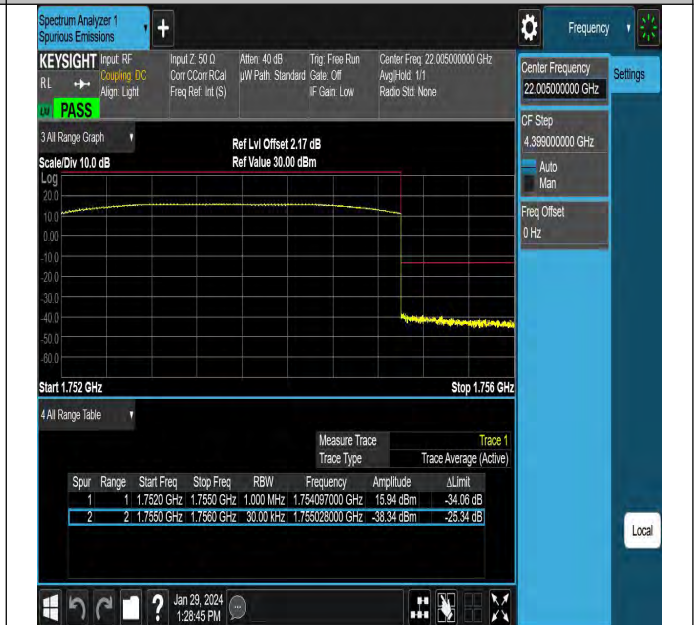 Spectrum Analyzer 1
Spurious Emissions
+
Frequency
KEYSIGHT Input: RF Input Z: 50 Ω Atten: 40 dB Trig: Free Run Center Freq: 22.005000000 GHz
RL Coupling: DC Corr CCorr RCal µW Path: Standard Gate: Off Avg|Hold: 1/1
Align: Light Freq Ref: Int (S) IF Gain: Low Radio Std: None
PASS
Center Frequency
22.005000000 GHz
Settings
CF Step
4.399000000 GHz
Auto
Man
Freq Offset
0 Hz
3 All Range Graph
Ref Lvl Offset 2.17 dB
Scale/Div 10.0 dB Ref Value 30.00 dBm
Log
20.0
10.0
0.00
-10.0
-20.0
-30.0
-40.0
-50.0
-60.0
Start 1.752 GHz Stop 1.756 GHz
4 All Range Table
Measure Trace Trace 1
Trace Type Trace Average (Active)
Spur Range Start Freq Stop Freq RBW Frequency Amplitude ΔLimit
1 1 1.7520 GHz 1.7550 GHz 1.000 MHz 1.754097000 GHz 15.94 dBm -34.06 dB
2 2 1.7550 GHz 1.7560 GHz 30.00 kHz 1.755028000 GHz -38.34 dBm -25.34 dB
Local
? Jan 29, 2024
1:28:45 PM